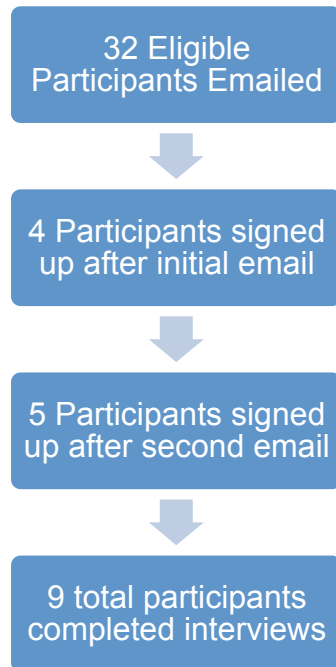 32 Eligible
Participants Emailed
4 Participants signed
up after initial email
5 Participants signed
up after second email
9 total participants
completed interviews